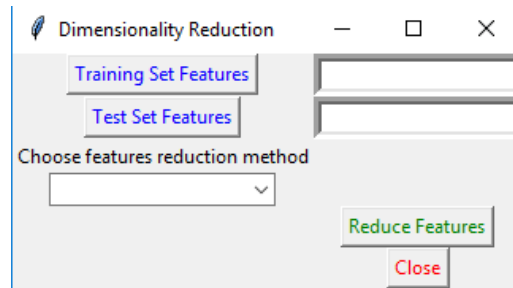 Dimensionality Reduction
Training Set Features
Test Set Features
Choose features reduction method
Reduce Features
Close